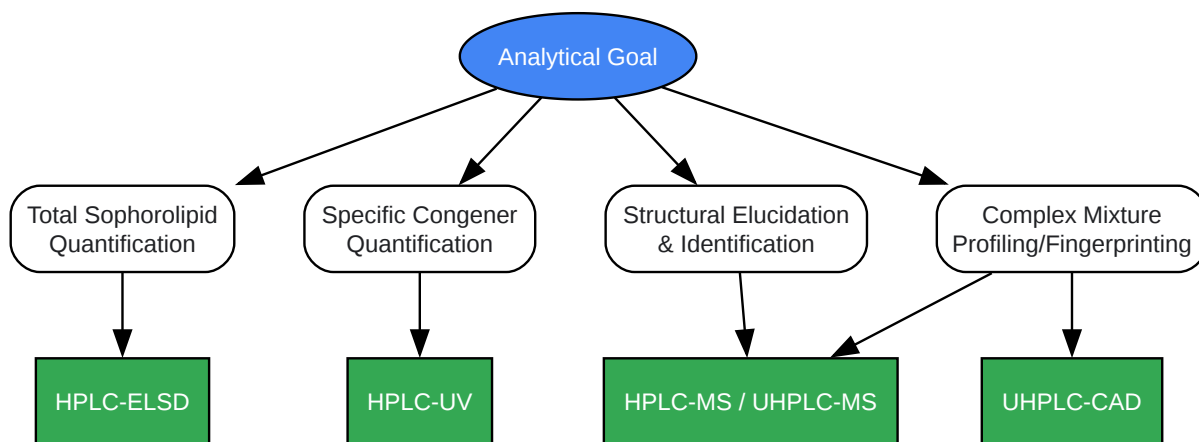 Analytical Goal
Total Sophorolipid
Quantification
Specific Congener
Quantification
Structural Elucidation
& Identification
Complex Mixture
Profiling/Fingerprinting
HPLC-ELSD
HPLC-UV
HPLC-MS / UHPLC-MS
UHPLC-CAD